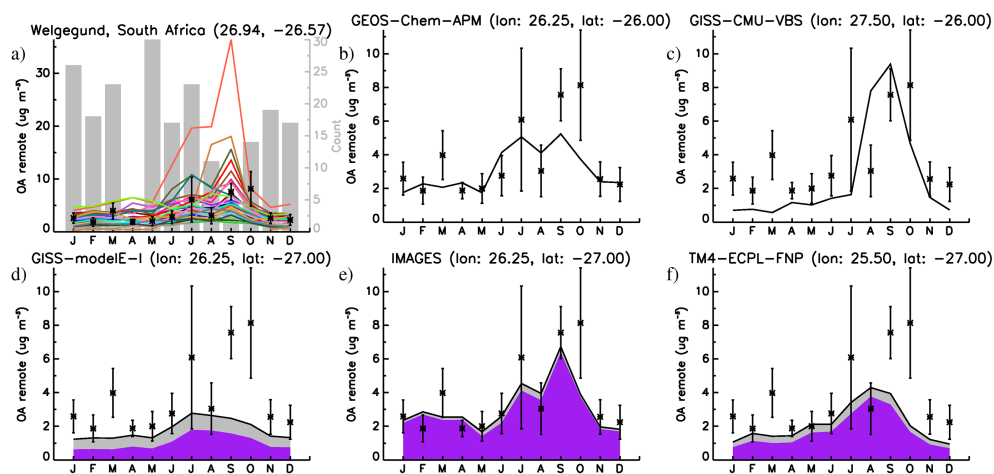 Welgegund, South Africa (26.94, -26.57)
a)
OA remote (ug m⁻³)
30
20
10
0
30
25
20
15
10
5
0
Count
J F M A M J J A S O N D
GEOS-Chem-APM (lon: 26.25, lat: -26.00)
b)
OA remote (ug m⁻³)
10
8
6
4
2
0
J F M A M J J A S O N D
GISS-CMU-VBS (lon: 27.50, lat: -26.00)
c)
OA remote (ug m⁻³)
10
8
6
4
2
0
J F M A M J J A S O N D
GISS-modelE-I (lon: 26.25, lat: -27.00)
d)
OA remote (ug m⁻³)
10
8
6
4
2
0
J F M A M J J A S O N D
IMAGES (lon: 26.25, lat: -27.00)
e)
OA remote (ug m⁻³)
10
8
6
4
2
0
J F M A M J J A S O N D
TM4-ECPL-FNP (lon: 25.50, lat: -27.00)
f)
OA remote (ug m⁻³)
10
8
6
4
2
0
J F M A M J J A S O N D